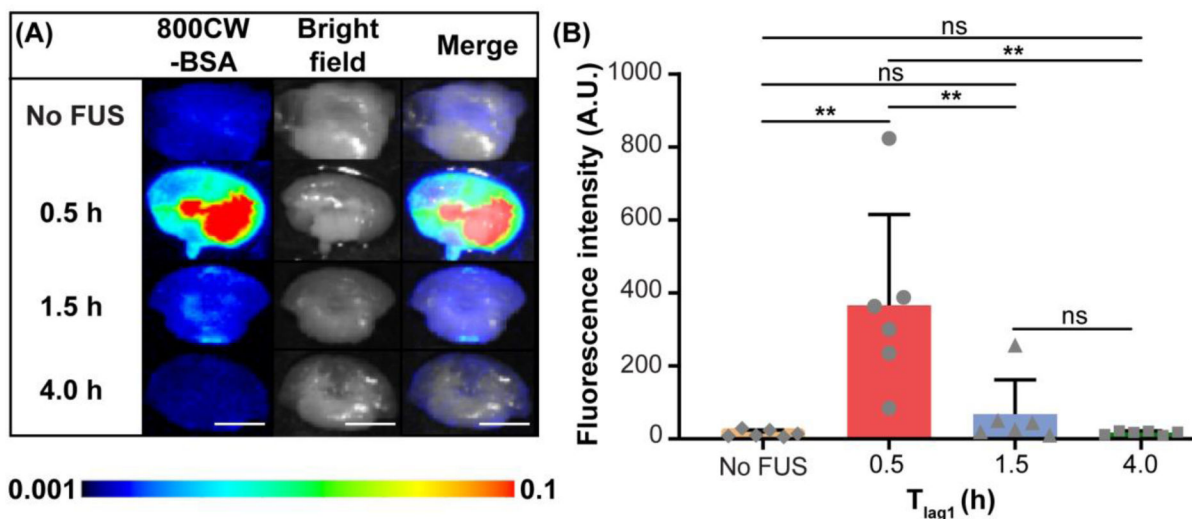 (A)
800CW
-BSA
Bright
field
Merge
No FUS
0.5 h
1.5 h
4.0 h
0.001
0.1
(B)
ns
**
ns
**
**
ns
Fluorescence intensity (A.U.)
1000
800
600
400
200
0
No FUS
0.5
1.5
4.0
Tlag1 (h)